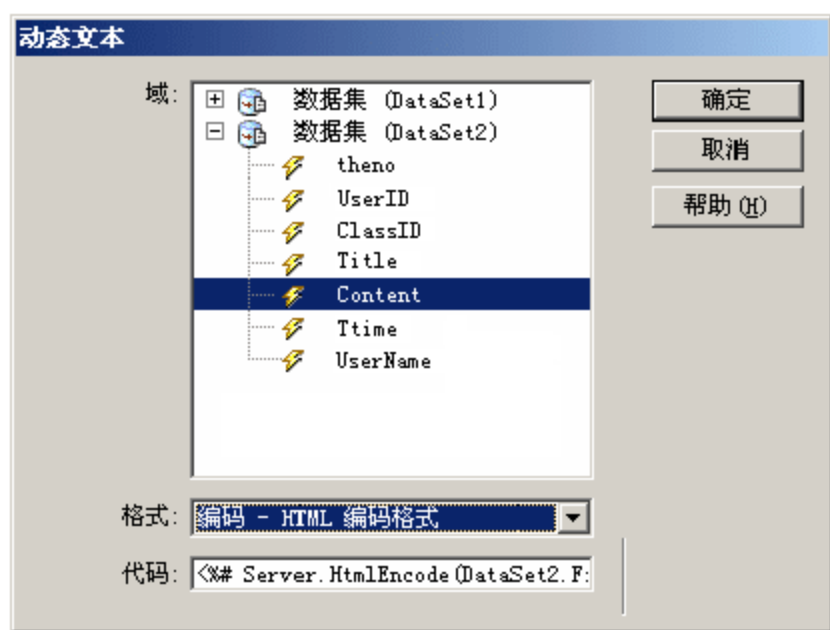 动态文本
域:
数据集 (DataSet1)
数据集 (DataSet2)
theno
UserID
ClassID
Title
Content
Ttime
UserName
确定
取消
帮助(H)
格式: 编码 - HTML 编码格式
代码: <%# Server.HtmlEncode(DataSet2.F: